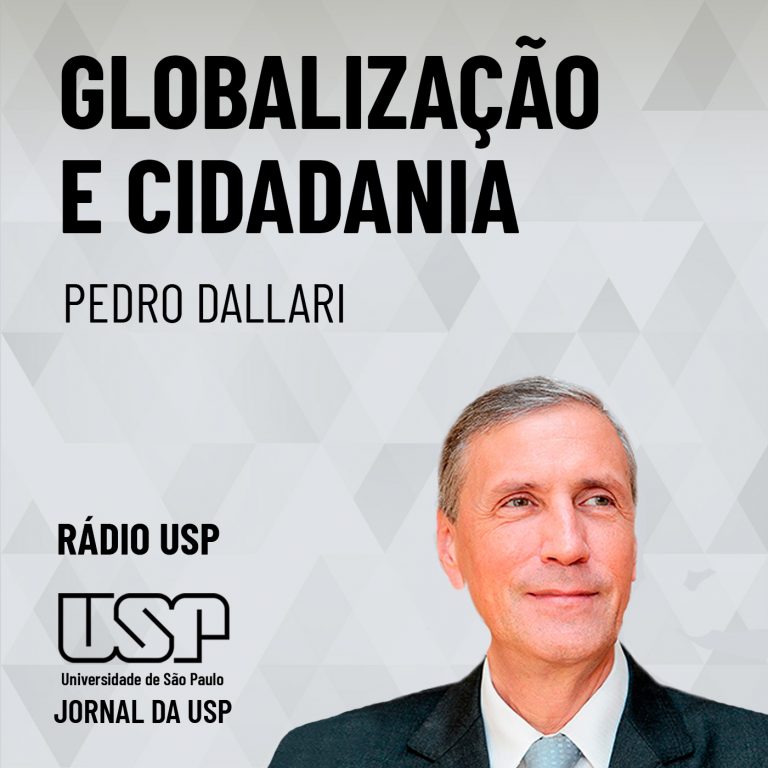 GLOBALIZAÇÃO
E CIDADANIA
PEDRO DALLARI
RÁDIO USP
USP
Universidade de São Paulo
JORNAL DA USP